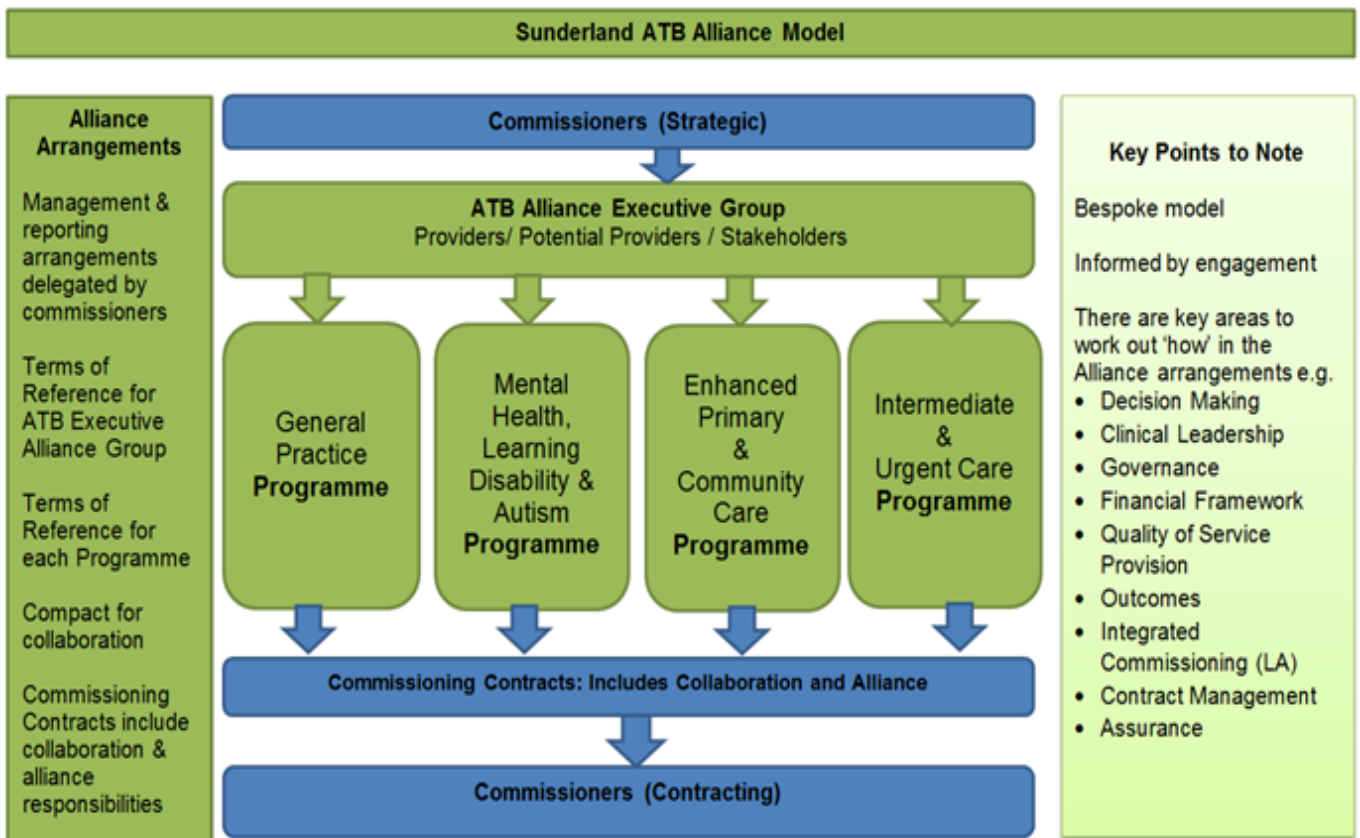 Sunderland ATB Alliance Model
Alliance
Arrangements
Management &
reporting
arrangements
delegated by
commissioners
Terms of
Reference for
ATB Executive
Alliance Group
Terms of
Reference for
each Programme
Compact for
collaboration
Commissioning
Contracts include
collaboration &
alliance
responsibilities
Commissioners (Strategic)
ATB Alliance Executive Group
Providers/ Potential Providers / Stakeholders
General
Practice
Programme
Mental
Health,
Learning
Disability &
Autism
Programme
Enhanced
Primary
&
Community
Care
Programme
Intermediate
&
Urgent Care
Programme
Commissioning Contracts: Includes Collaboration and Alliance
Commissioners (Contracting)
Key Points to Note
Bespoke model
Informed by engagement
There are key areas to
work out ‘how’ in the
Alliance arrangements e.g.
• Decision Making
• Clinical Leadership
• Governance
• Financial Framework
• Quality of Service
Provision
• Outcomes
• Integrated
Commissioning (LA)
• Contract Management
• Assurance